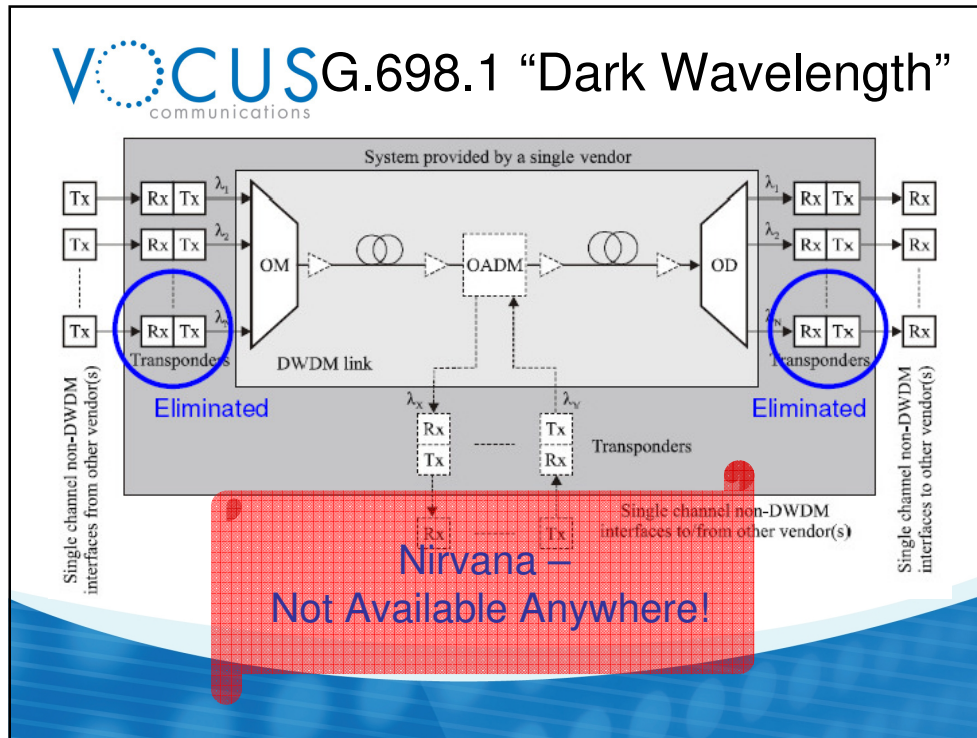 VOCUS
communications
G.698.1 “Dark Wavelength”
System provided by a single vendor
Tx
Rx Tx
λ1
λ1
Rx Tx
Rx
Tx
Rx Tx
λ2
λ2
Rx Tx
Rx
OM
OADM
OD
Tx
Rx Tx
λN
λN
Rx Tx
Rx
Transponders
DWDM link
Transponders
Eliminated
Eliminated
λX
λY
Rx
Tx
Tx
Rx
Transponders
Single channel non-DWDM
interfaces from other vendor(s)
Single channel non-DWDM
interfaces to other vendor(s)
Single channel non-DWDM
interfaces to/from other vendor(s)
Rx
Tx
Nirvana –
Not Available Anywhere!